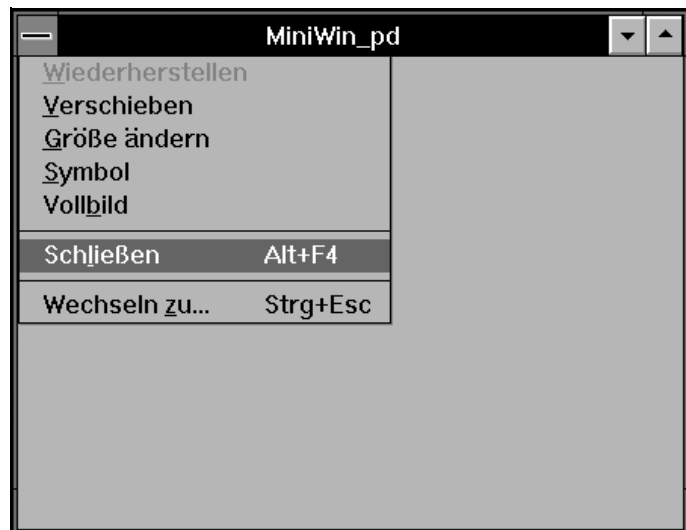 MiniWin_pd
Wiederherstellen
Verschieben
Größe ändern
Symbol
Vollbild
Schließen Alt+F4
Wechseln zu... Strg+Esc